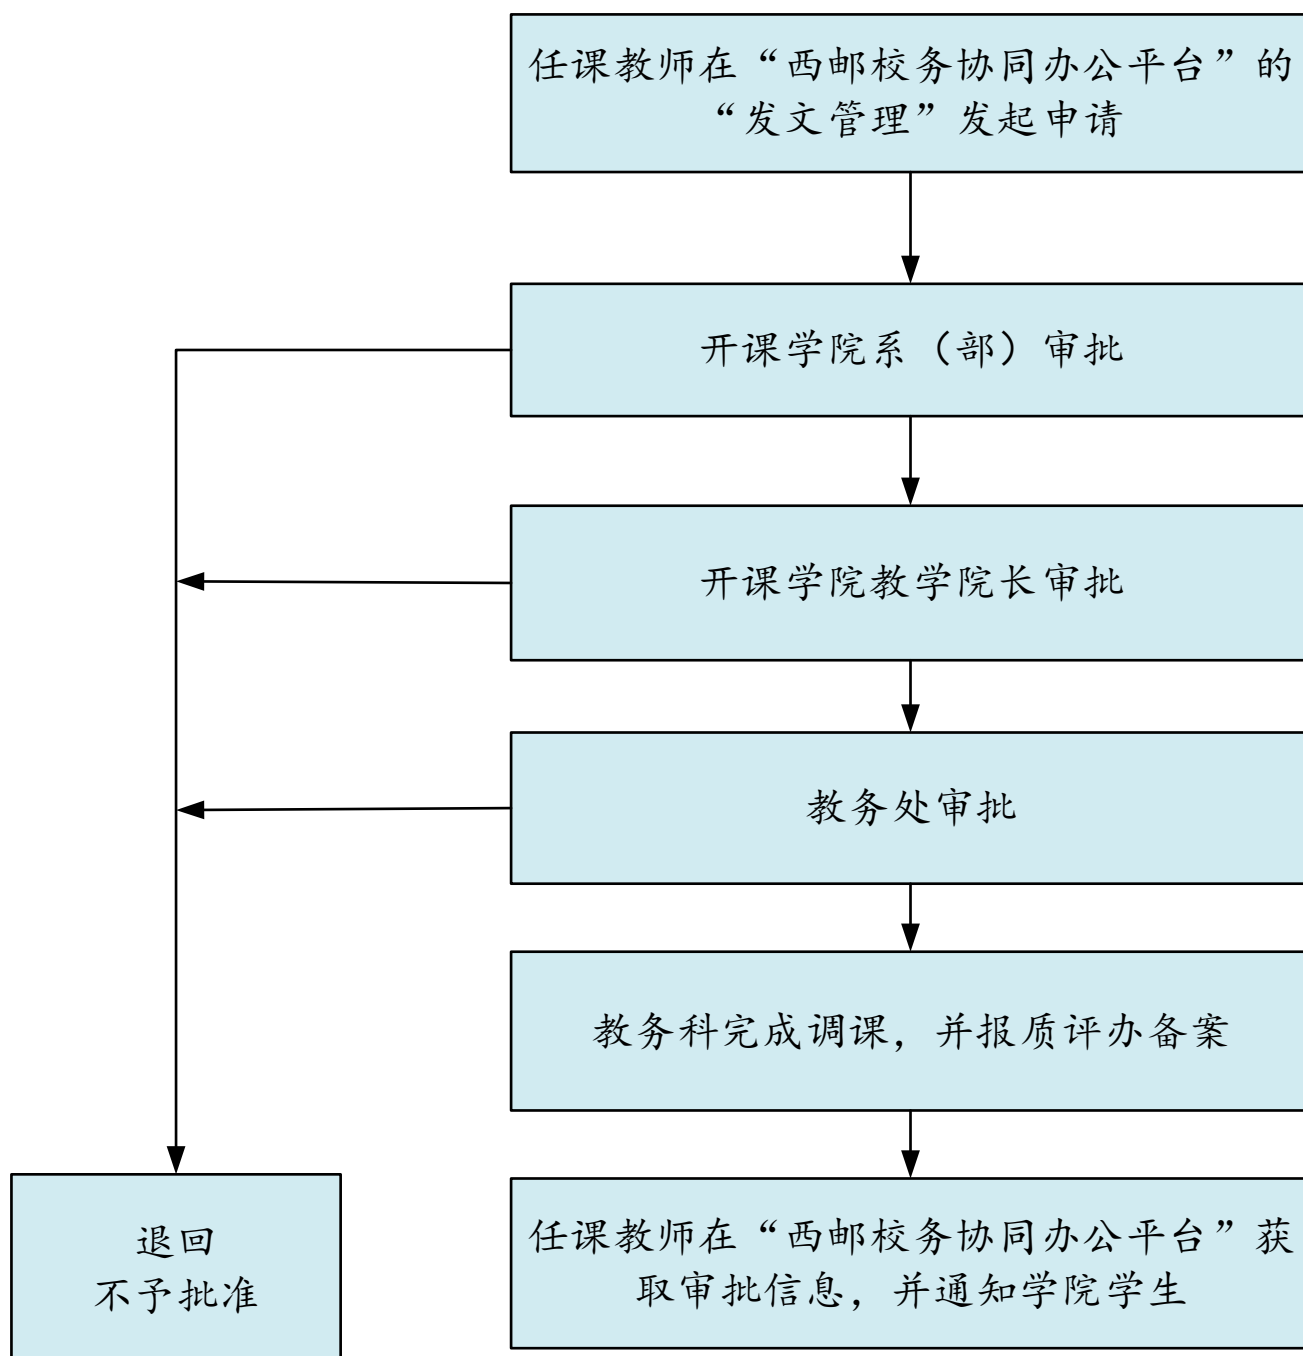 任课教师在“西邮校务协同办公平台”的
“发文管理”发起申请
开课学院系（部）审批
开课学院教学院长审批
教务处审批
教务科完成调课，并报质评办备案
退回
不予批准
任课教师在“西邮校务协同办公平台”获
取审批信息，并通知学院学生